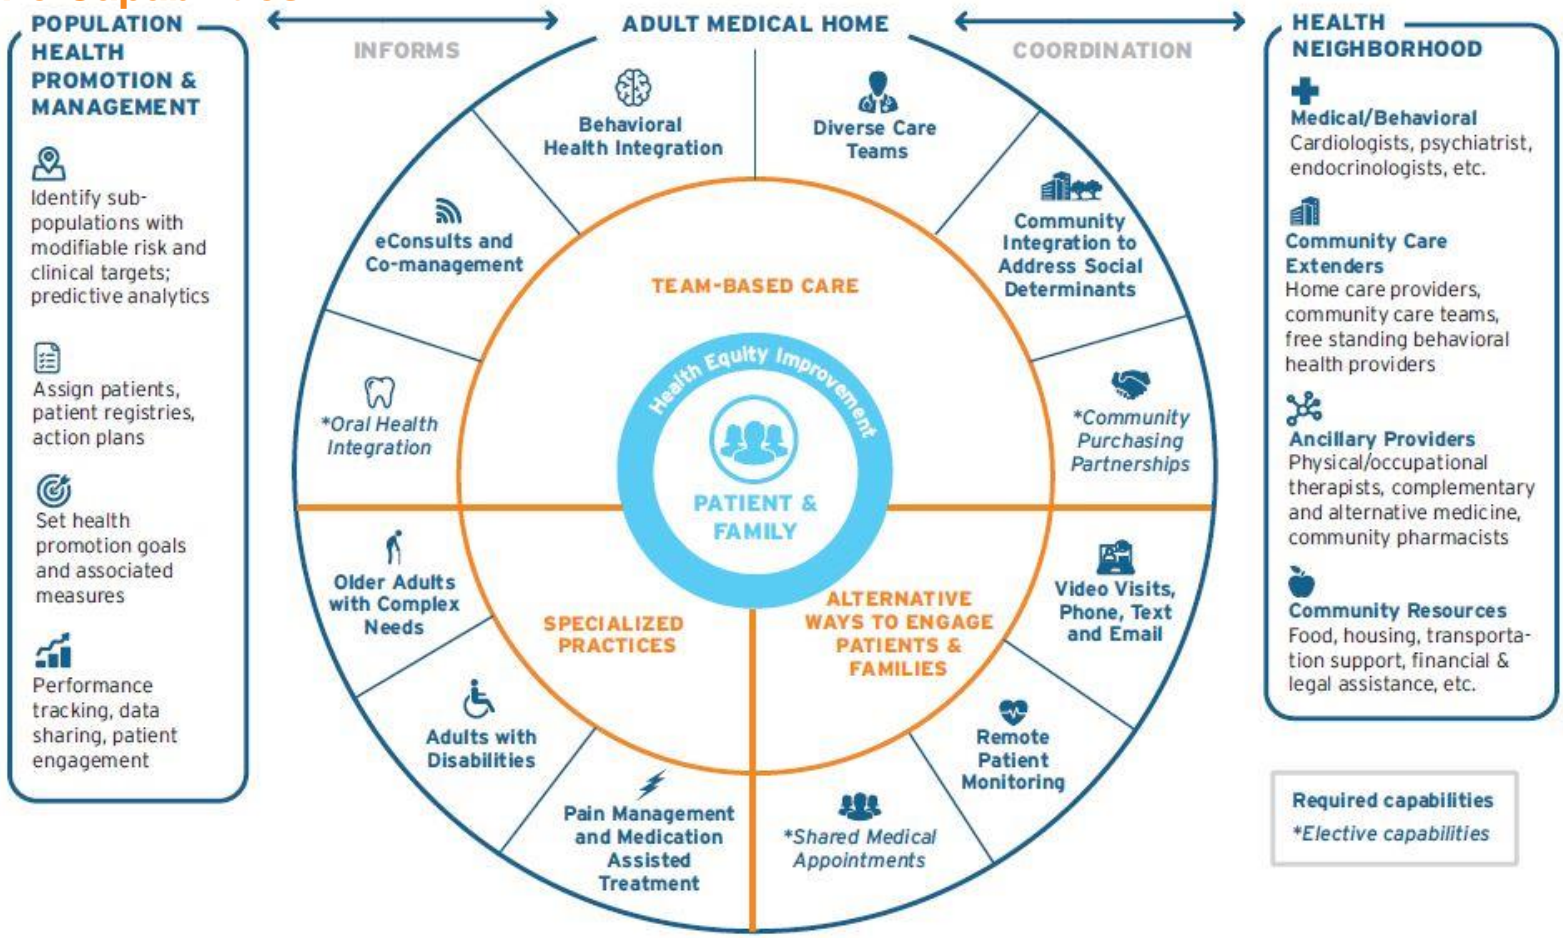 POPULATION
HEALTH
PROMOTION &
MANAGEMENT
Identify sub-
populations with
modifiable risk and
clinical targets;
predictive analytics
Assign patients,
patient registries,
action plans
Set health
promotion goals
and associated
measures
Performance
tracking, data
sharing, patient
engagement
INFORMS
ADULT MEDICAL HOME
COORDINATION
Behavioral
Health Integration
Diverse Care
Teams
eConsults and
Co-management
Community
Integration to
Address Social
Determinants
*Oral Health
Integration
*Community
Purchasing
Partnerships
TEAM-BASED CARE
Health Equity Improvement
PATIENT &
FAMILY
Older Adults
with Complex
Needs
Adults with
Disabilities
Pain Management
and Medication
Assisted
Treatment
SPECIALIZED
PRACTICES
ALTERNATIVE
WAYS TO ENGAGE
PATIENTS &
FAMILIES
Video Visits,
Phone, Text
and Email
Remote
Patient
Monitoring
*Shared Medical
Appointments
HEALTH
NEIGHBORHOOD
Medical/Behavioral
Cardiologists, psychiatrist,
endocrinologists, etc.
Community Care
Extenders
Home care providers,
community care teams,
free standing behavioral
health providers
Ancillary Providers
Physical/occupational
therapists, complementary
and alternative medicine,
community pharmacists
Community Resources
Food, housing, transporta-
tion support, financial &
legal assistance, etc.
Required capabilities
*Elective capabilities